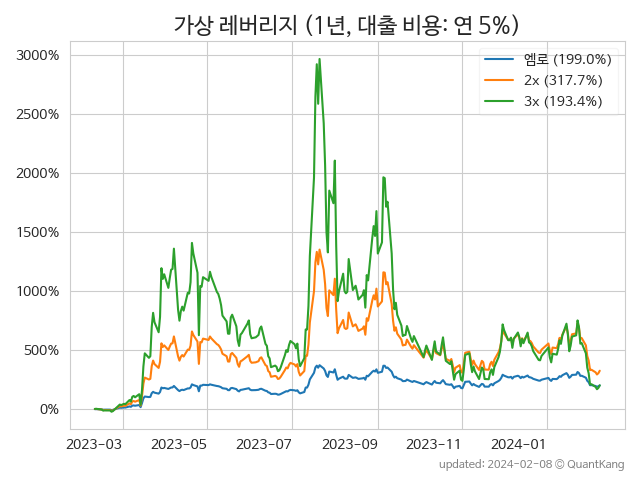 가상 레버리지 (1년, 대출 비용: 연 5%)
엠로 (199.0%)
2x (317.7%)
3x (193.4%)
3000%
2500%
2000%
1500%
1000%
500%
0%
2023-03
2023-05
2023-07
2023-09
2023-11
2024-01
updated: 2024-02-08 © QuantKang